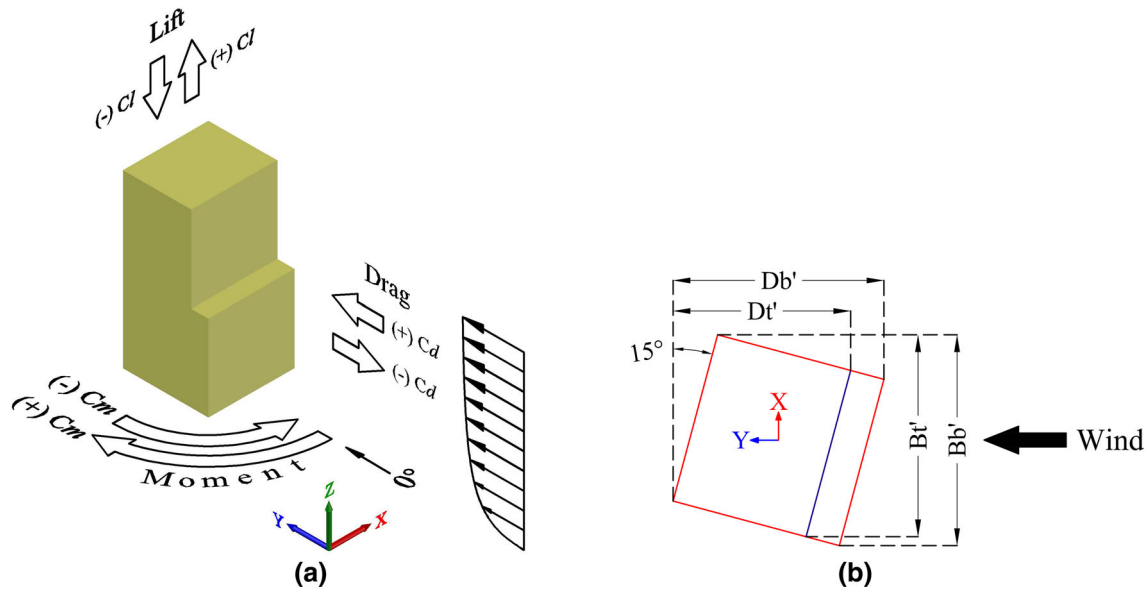 Lift
(-) Cl
(+) Cl
Drag
(+) Cd
(-) Cd
(-) Cm
(+) Cm
Moment
0°
Z
Y
X
(a)
Db'
Dt'
15°
X
Y
Bt'
Bb'
Wind
(b)